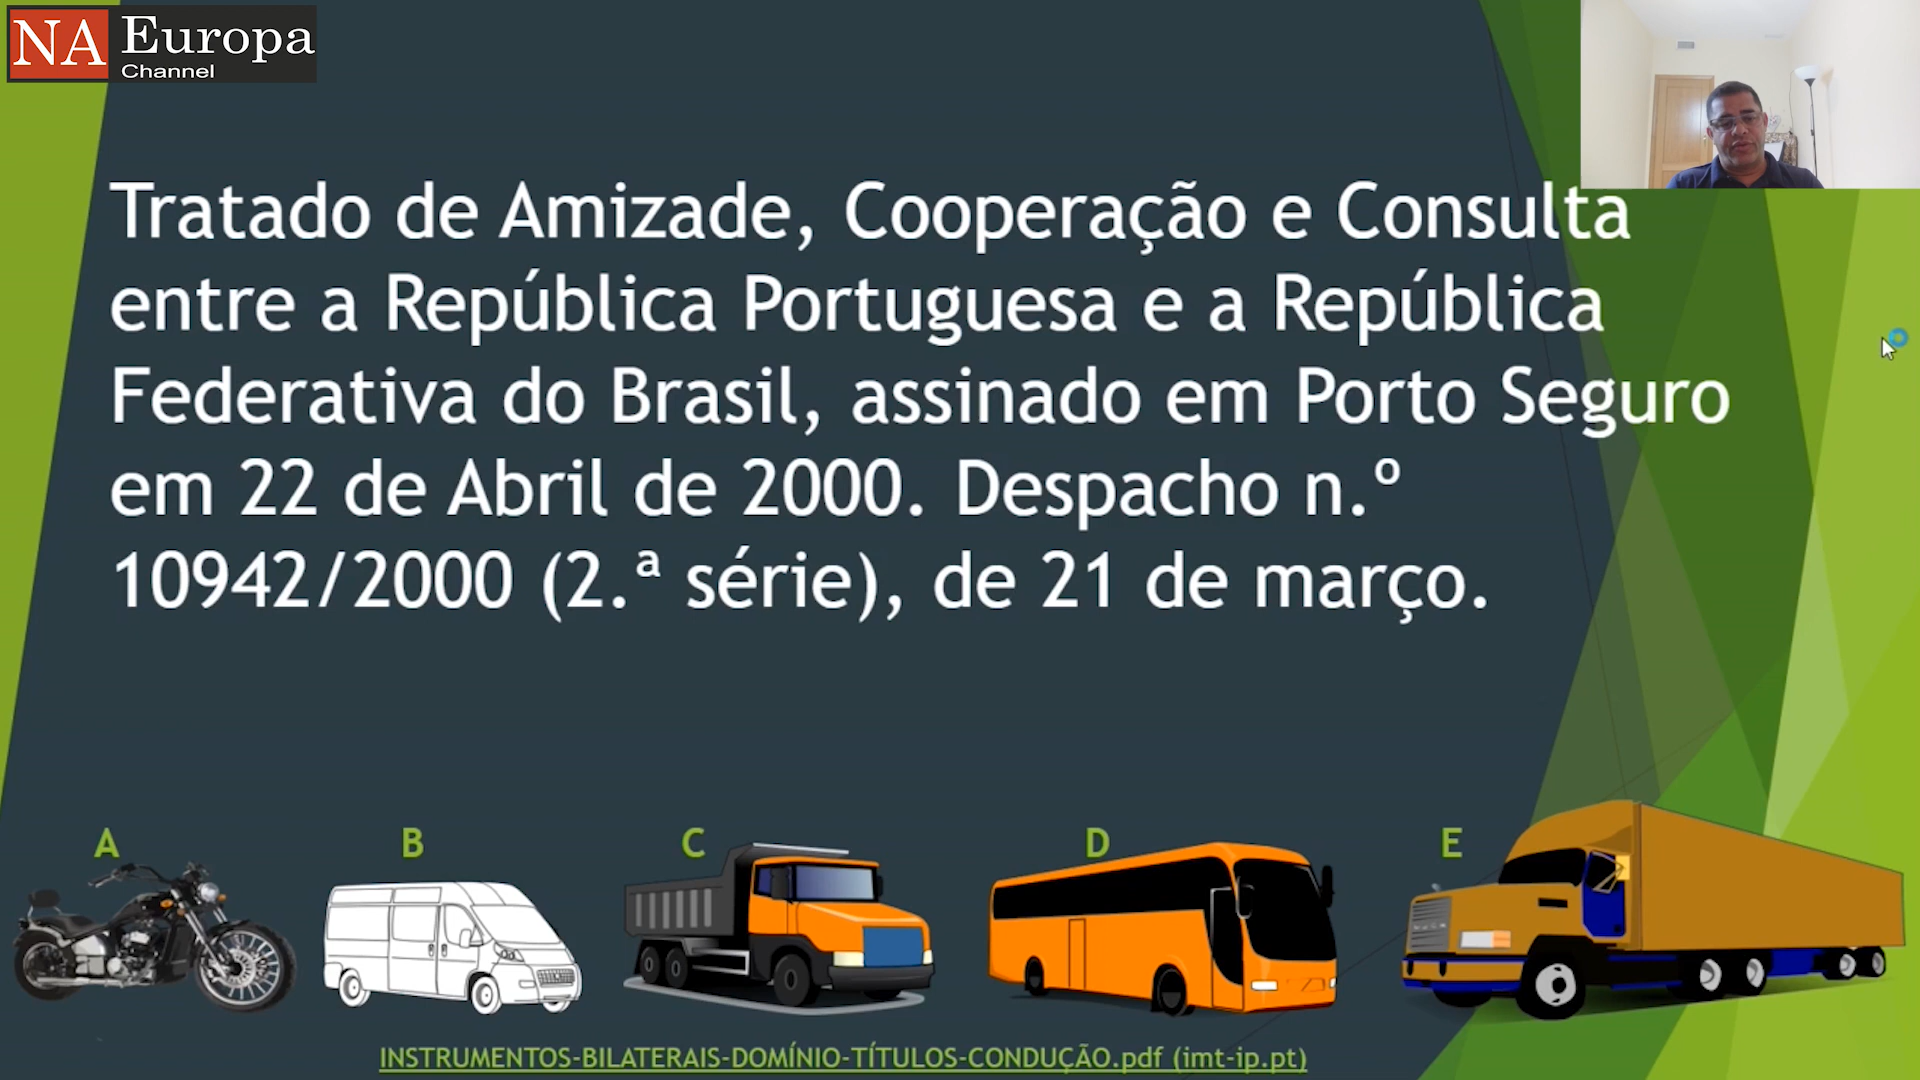 NA Europa
Channel
Tratado de Amizade, Cooperação e Consulta
entre a República Portuguesa e a República
Federativa do Brasil, assinado em Porto Seguro
em 22 de Abril de 2000. Despacho n.º
10942/2000 (2.ª série), de 21 de março.
A B C D E
INSTRUMENTOS-BILATERAIS-DOMÍNIO-TÍTULOS-CONDUÇÃO.pdf (imt-ip.pt)